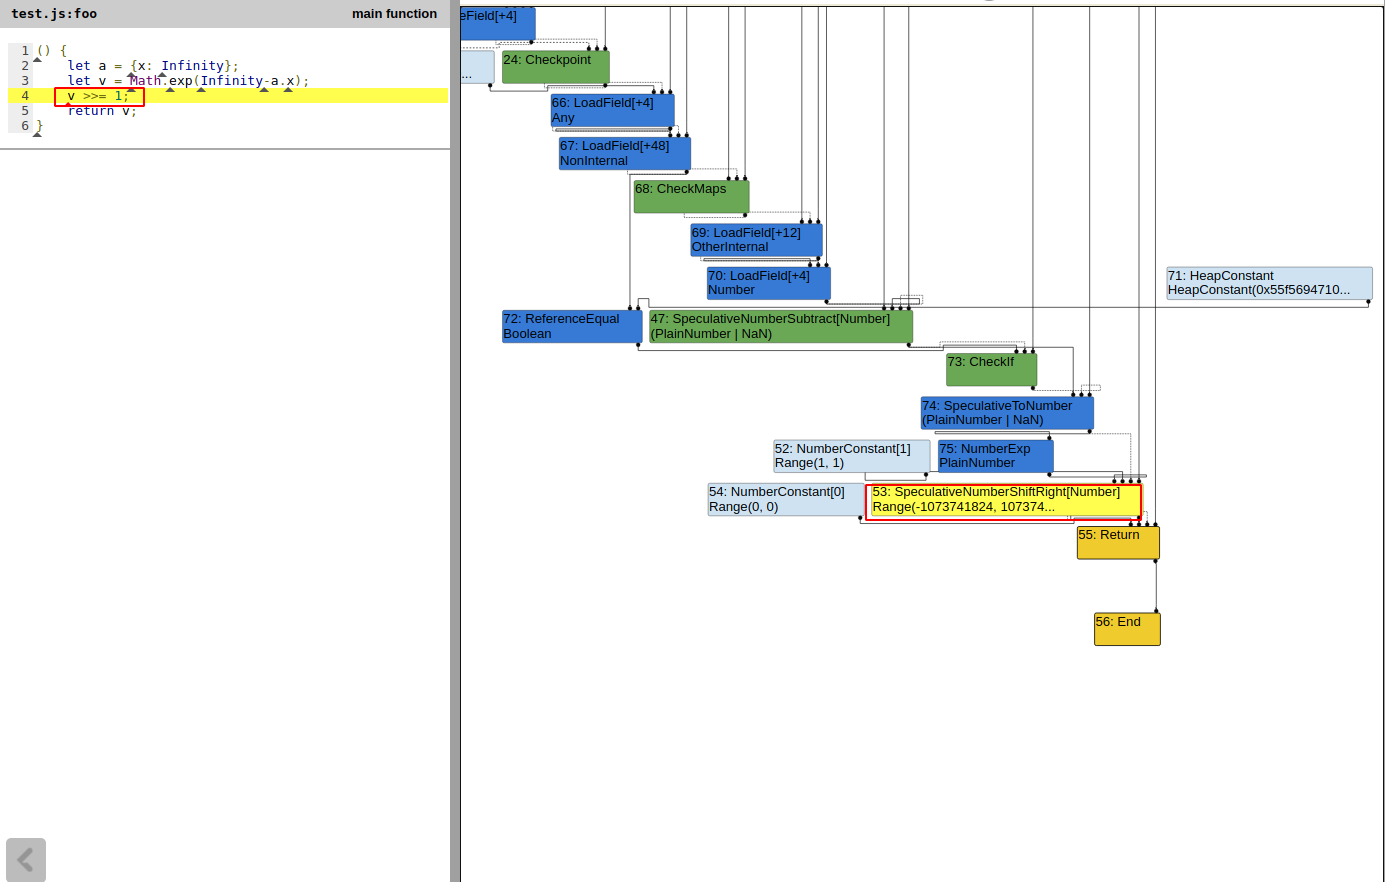 test.js:foo main function
1 () {
2 let a = {x: Infinity};
3 let v = Math.exp(Infinity-a.x);
4 v >>= 1;
5 return v;
6 }
eField[+4]
...
24: Checkpoint
66: LoadField[+4]
Any
67: LoadField[+48]
NonInternal
68: CheckMaps
69: LoadField[+12]
OtherInternal
70: LoadField[+4]
Number
71: HeapConstant
HeapConstant(0x55f5694710...
72: ReferenceEqual
Boolean
47: SpeculativeNumberSubtract[Number]
(PlainNumber | NaN)
73: CheckIf
74: SpeculativeToNumber
(PlainNumber | NaN)
52: NumberConstant[1]
Range(1, 1)
75: NumberExp
PlainNumber
54: NumberConstant[0]
Range(0, 0)
53: SpeculativeNumberShiftRight[Number]
Range(-1073741824, 107374...
55: Return
56: End